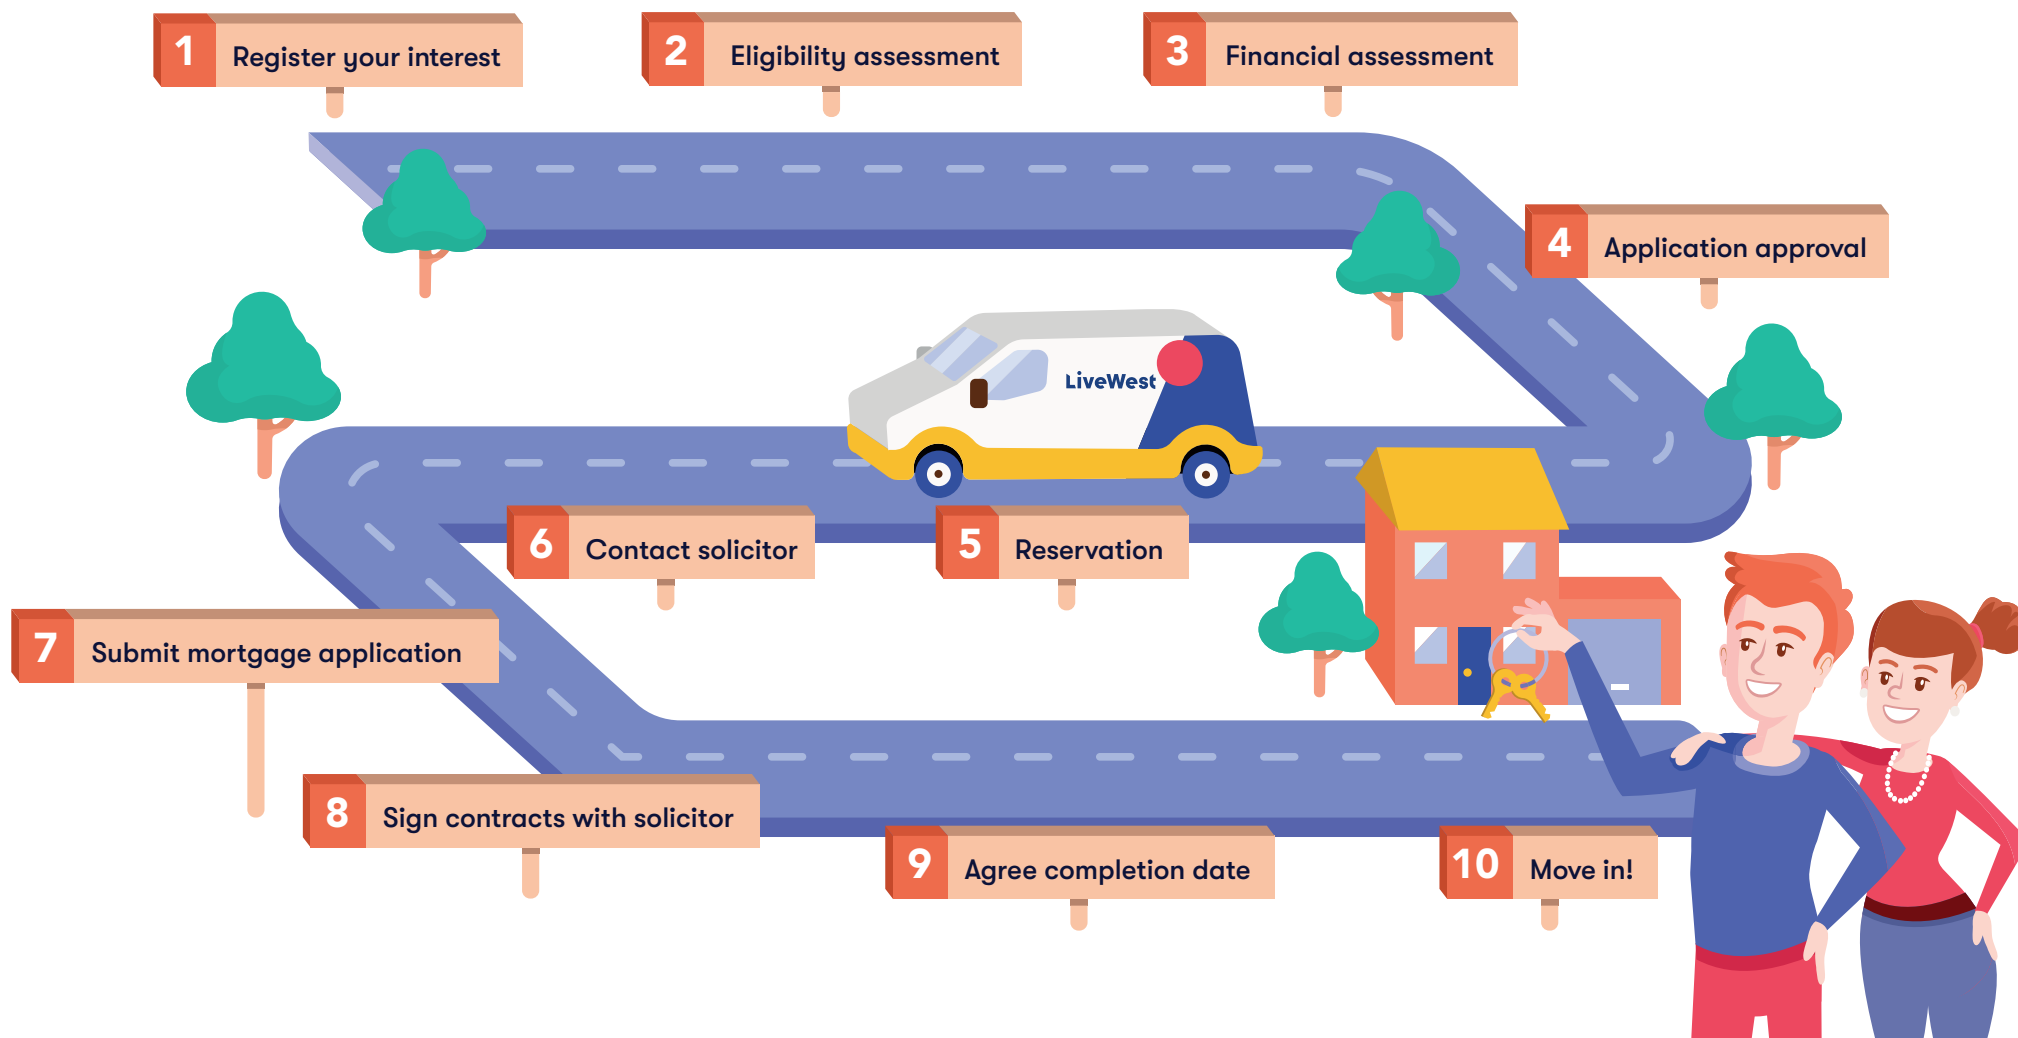 1 Register your interest
2 Eligibility assessment
3 Financial assessment
4 Application approval
LiveWest
5 Reservation
6 Contact solicitor
7 Submit mortgage application
8 Sign contracts with solicitor
9 Agree completion date
10 Move in!